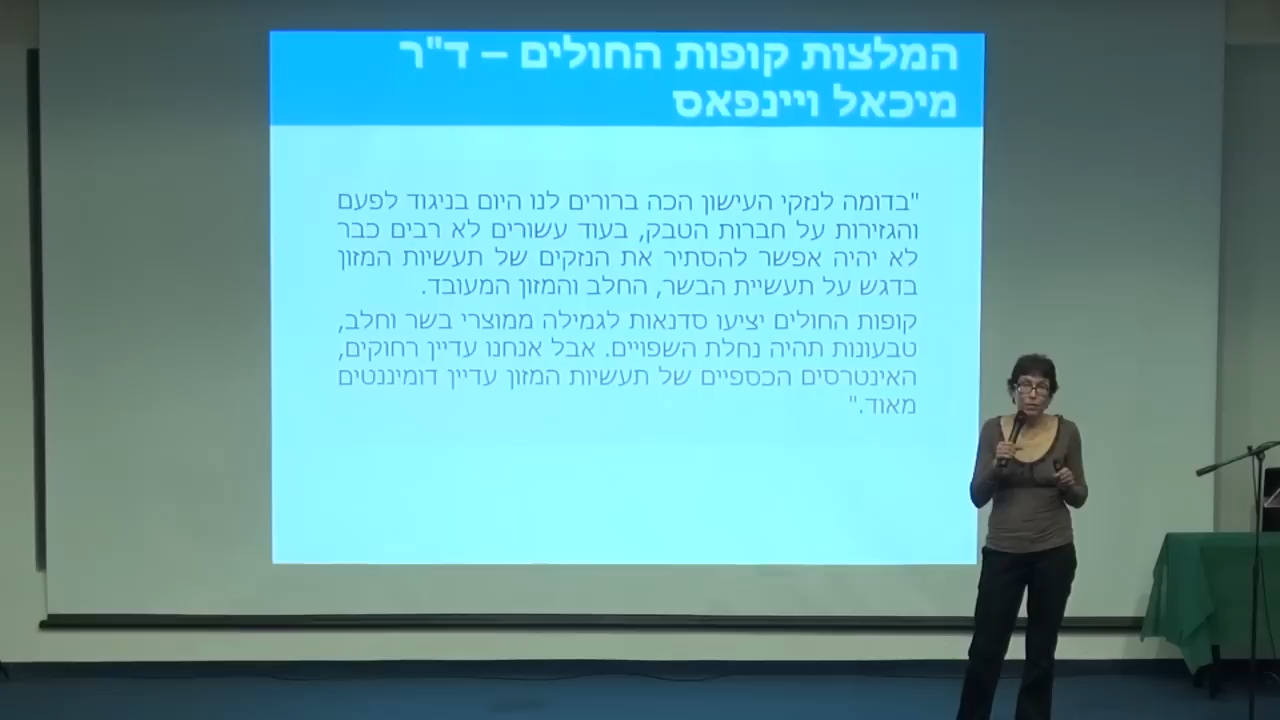 המלצות קופות החולים – ד"ר
מיכאל ויינפאס
"בדומה לנזקי העישון הכה ברורים לנו היום בניגוד לפעם
והגזירות על חברות הטבק, בעוד עשורים לא רבים כבר
לא יהיה אפשר להסתיר את הנזקים של תעשיות המזון
בדגש על תעשיית הבשר, החלב והמזון המעובד.
קופות החולים יציעו סדנאות לגמילה ממוצרי בשר וחלב,
טבעונות תהיה נחלת השפויים. אבל אנחנו עדיין רחוקים,
האינטרסים הכספיים של תעשיות המזון עדיין דומיננטים
מאוד."